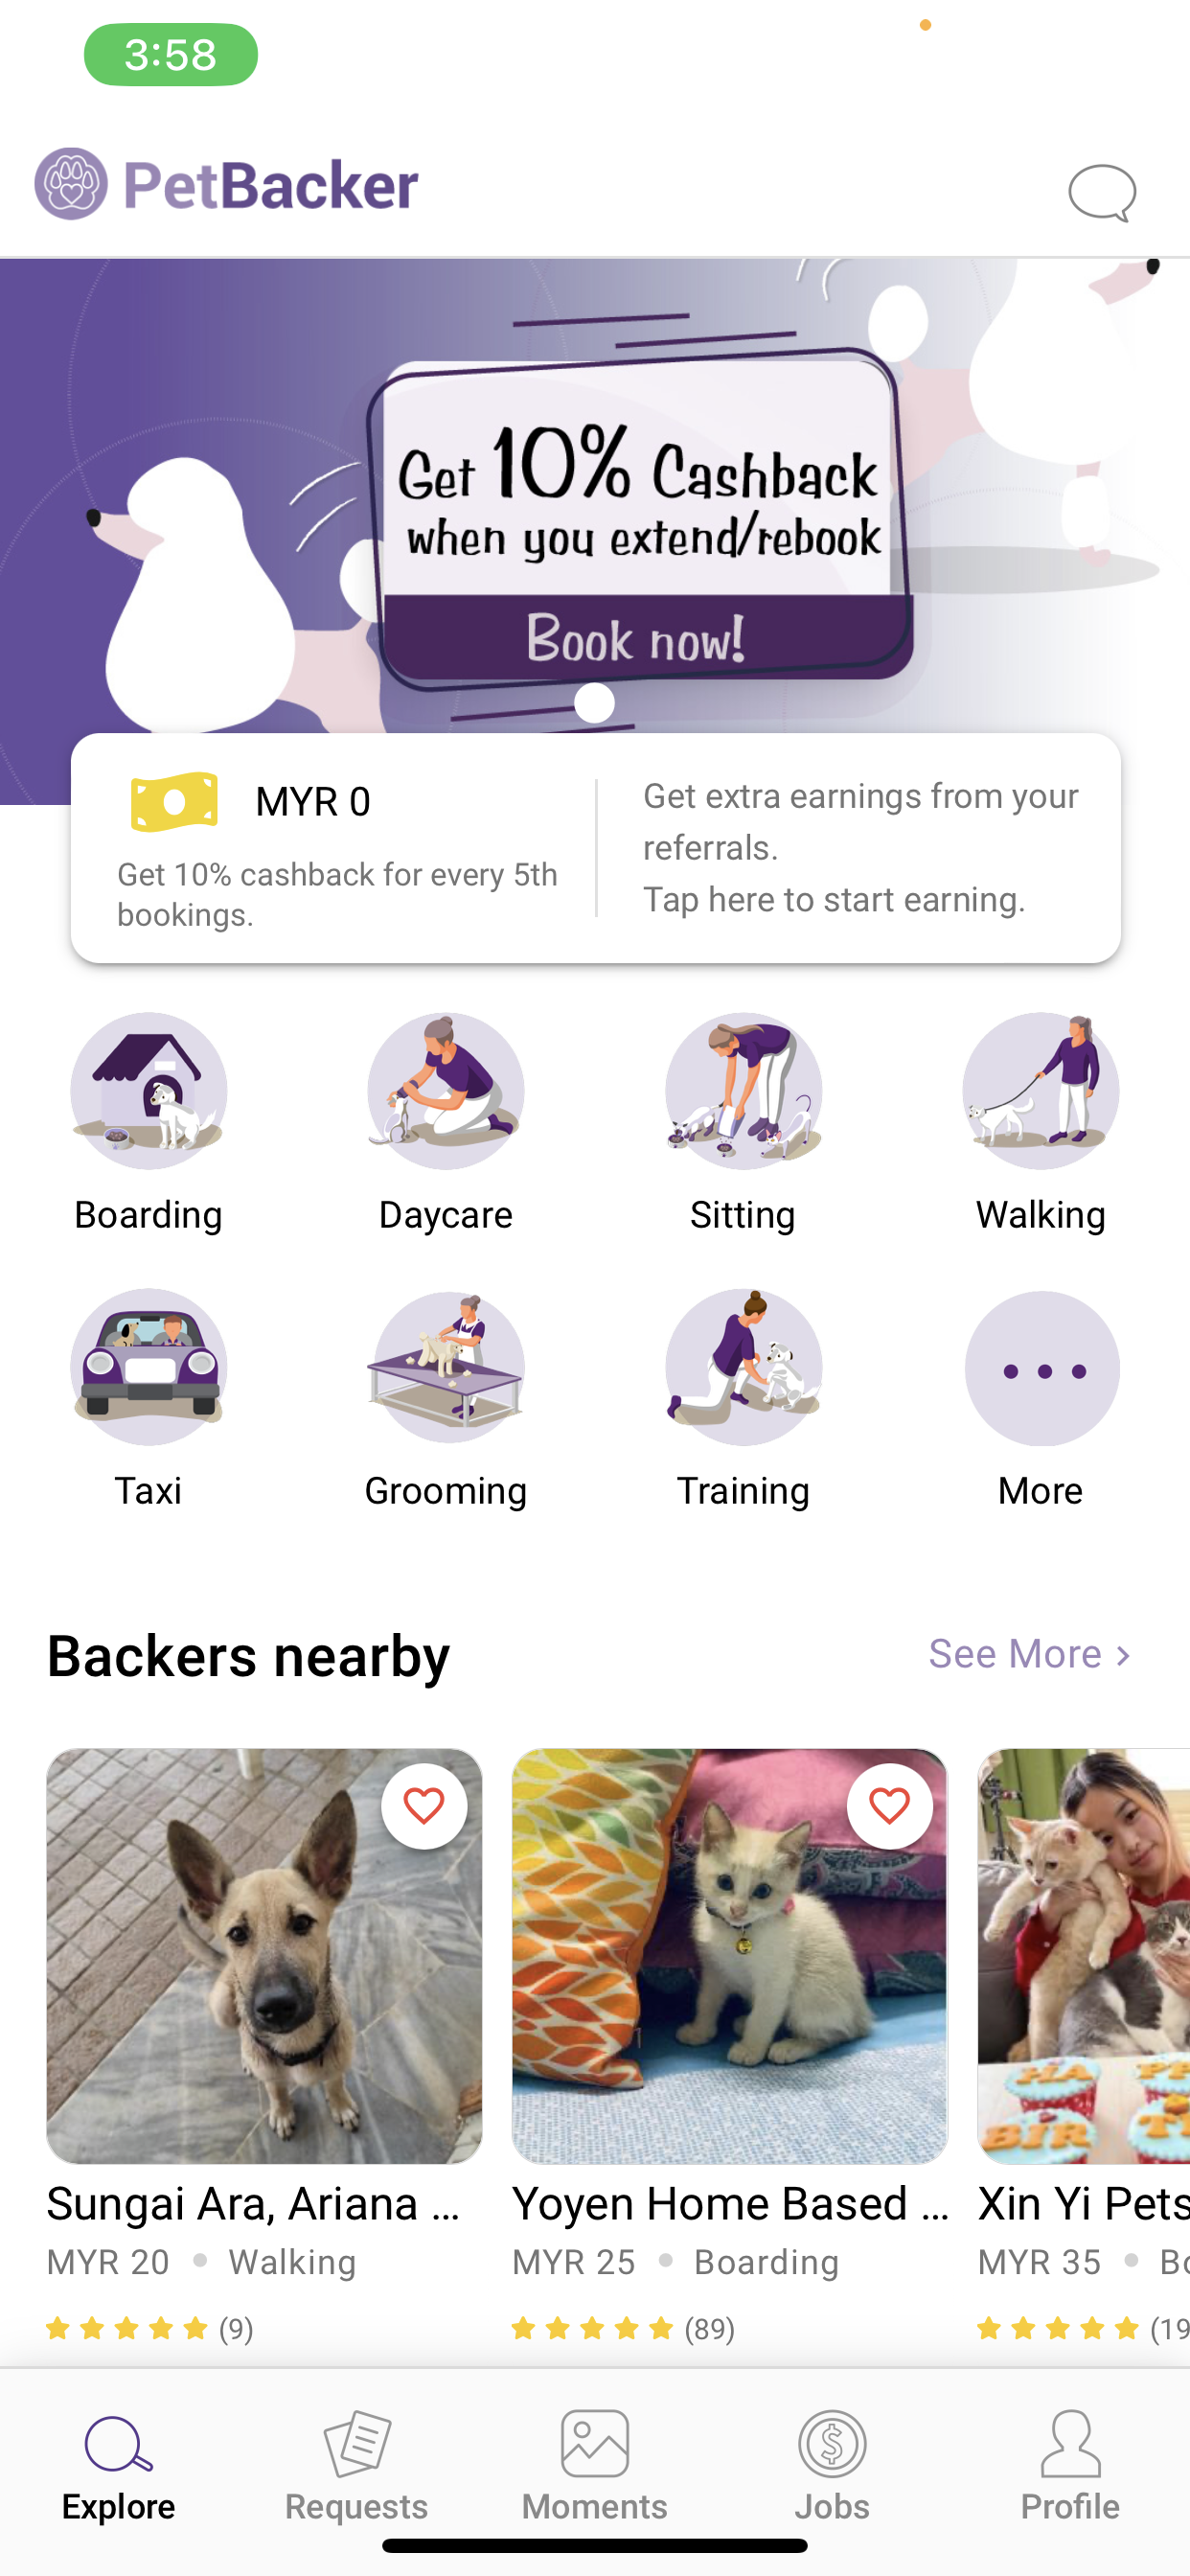 3:58
PetBacker
Get 10% Cashback
when you extend/rebook
Book now!
MYR 0
Get 10% cashback for every 5th
bookings.
Get extra earnings from your
referrals.
Tap here to start earning.
Boarding
Daycare
Sitting
Walking
Taxi
Grooming
Training
More
Backers nearby
See More >
HA
BIR
Sungai Ara, Ariana ...
MYR 20 • Walking
(9)
Yoyen Home Based ...
MYR 25 • Boarding
(89)
Xin Yi Pets
MYR 35 • Bo
(19
Explore
Requests
Moments
Jobs
Profile